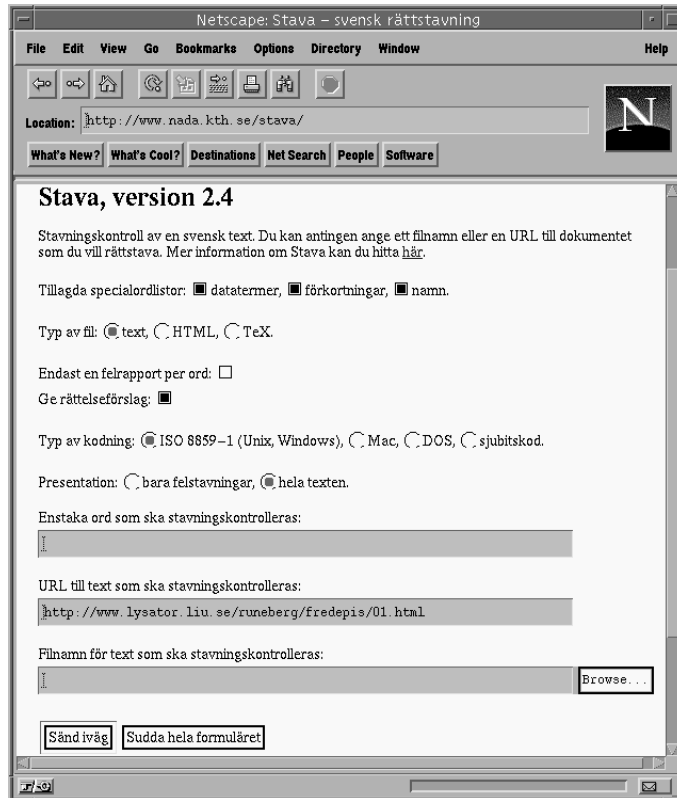 Netscape: Stava – svensk rättstavning
File Edit View Go Bookmarks Options Directory Window Help
Location: http://www.nada.kth.se/stava/
N
What's New? What's Cool? Destinations Net Search People Software
Stava, version 2.4
Stavningskontroll av en svensk text. Du kan antingen ange ett filnamn eller en URL till dokumentet
som du vill rättstava. Mer information om Stava kan du hitta här.
Tillagda specialordlistor: datatermer, förkortningar, namn.
Typ av fil: text, HTML, TeX.
Endast en felrapport per ord:
Ge rättelseförslag:
Typ av kodning: ISO 8859–1 (Unix, Windows), Mac, DOS, sjubitskod.
Presentation: bara felstavningar, hela texten.
Enstaka ord som ska stavningskontrolleras:
URL till text som ska stavningskontrolleras:
http://www.lysator.liu.se/runeberg/fredepis/01.html
Filnamn för text som ska stavningskontrolleras:
Browse...
Sänd iväg Sudda hela formuläret